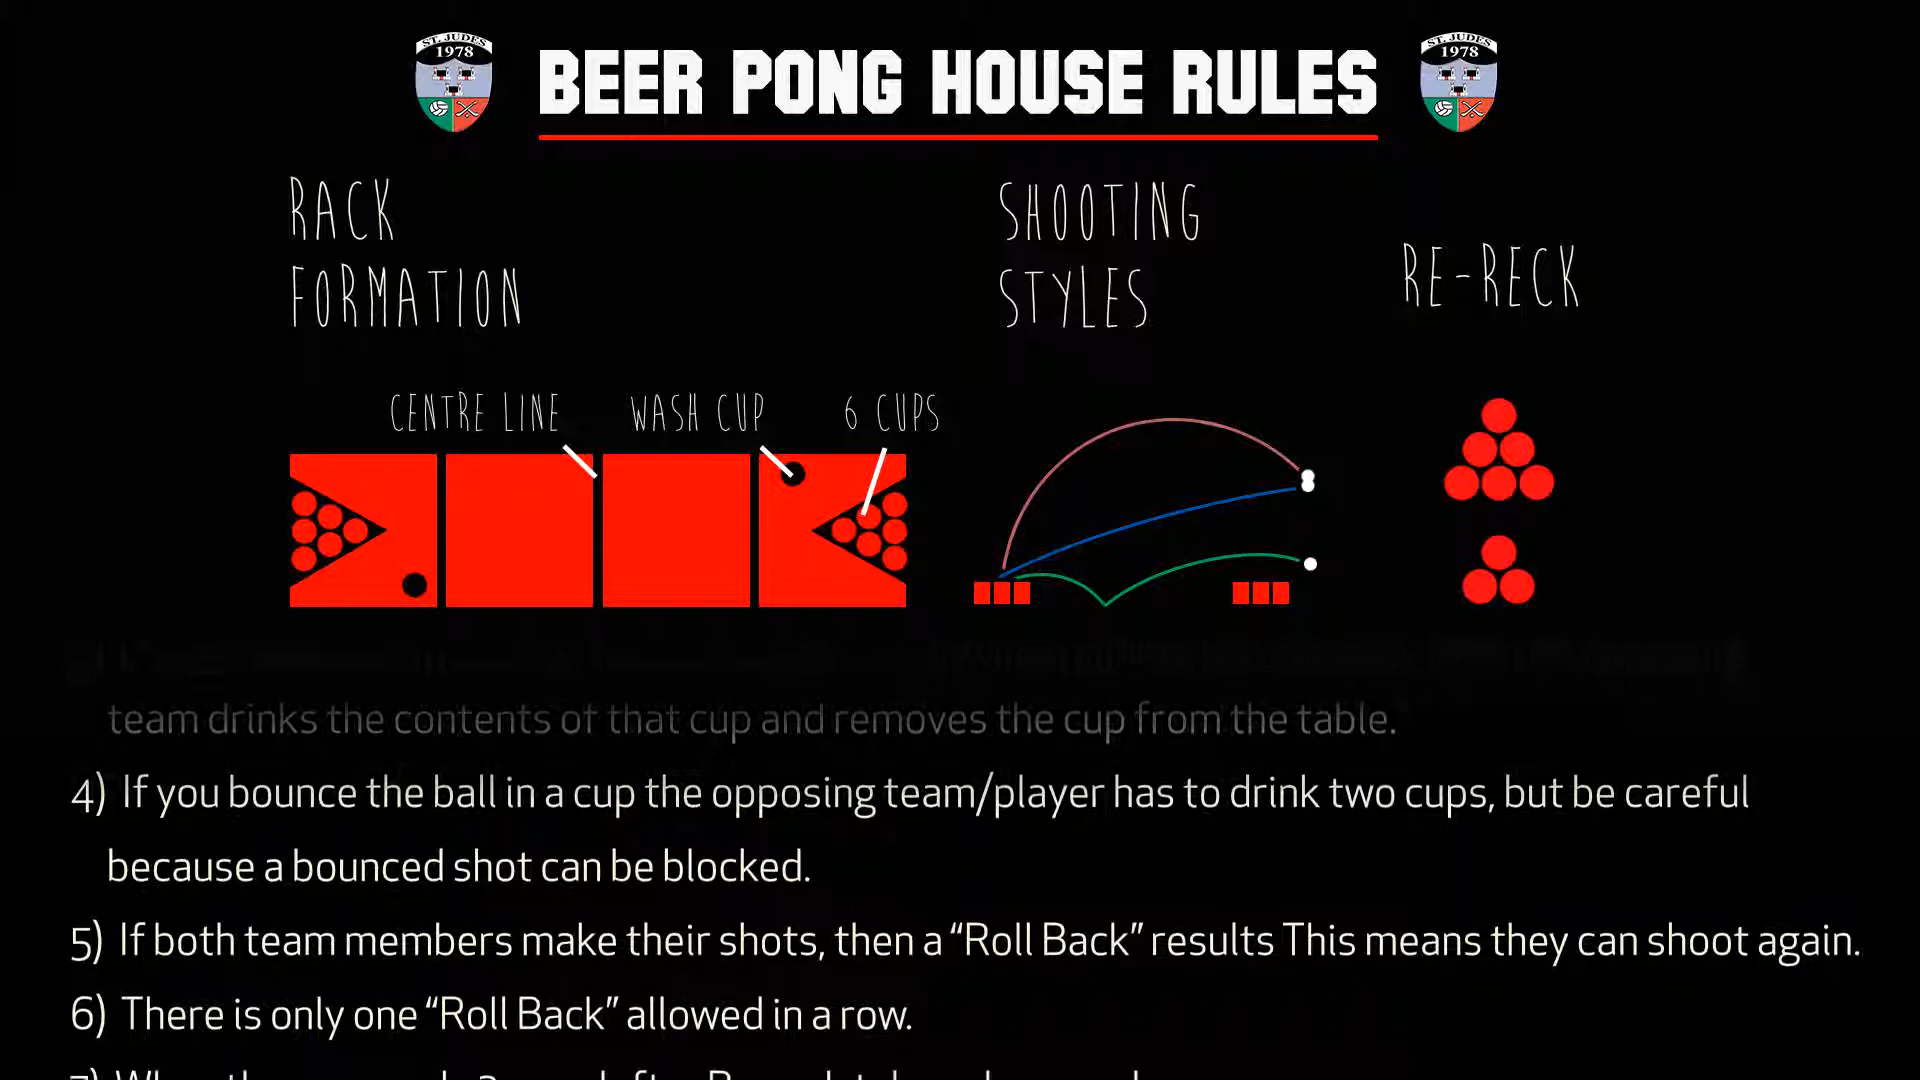 ST. JUDES
1978
BEER PONG HOUSE RULES
ST. JUDES
1978
RACK
FORMATION
SHOOTING
STYLES
RE-RECK
CENTRE LINE
WASH CUP
6 CUPS
team drinks the contents of that cup and removes the cup from the table.
4) If you bounce the ball in a cup the opposing team/player has to drink two cups, but be careful
because a bounced shot can be blocked.
5) If both team members make their shots, then a “Roll Back” results This means they can shoot again.
6) There is only one “Roll Back” allowed in a row.